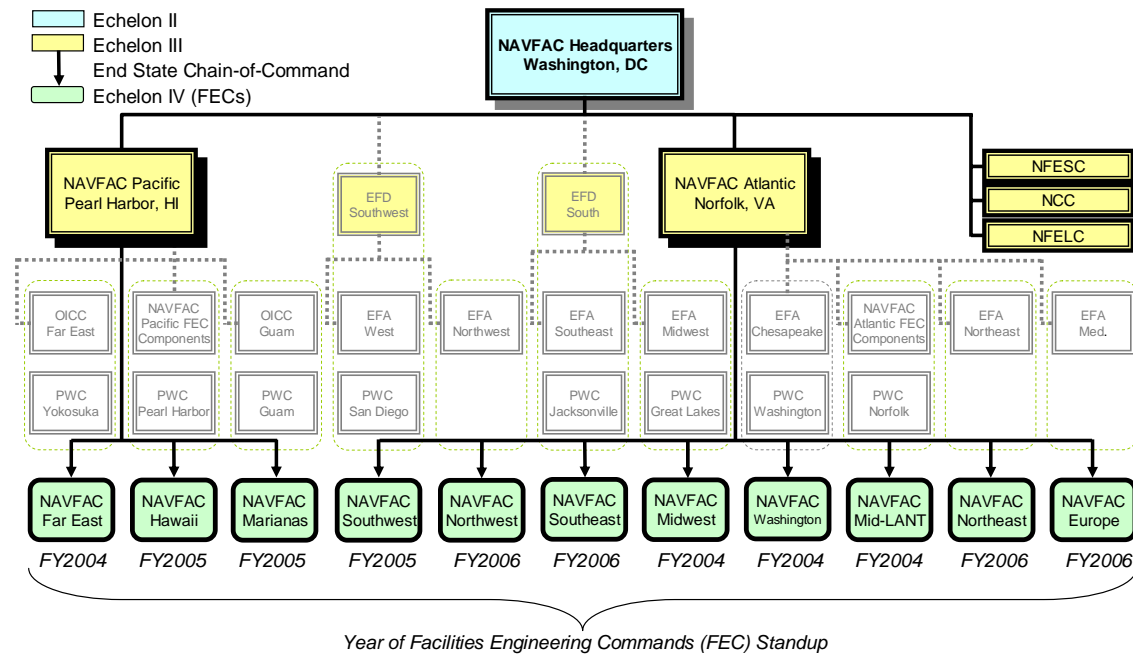 Echelon II
Echelon III
End State Chain-of-Command
Echelon IV (FECs)
NAVFAC Headquarters
Washington, DC
NAVFAC Pacific
Pearl Harbor, HI
EFD
Southwest
EFD
South
NAVFAC Atlantic
Norfolk, VA
NFESC
NCC
NFELC
OICC
Far East
NAVFAC
Pacific FEC
Components
OICC
Guam
EFA
West
EFA
Northwest
EFA
Southeast
EFA
Midwest
EFA
Chesapeake
NAVFAC
Atlantic FEC
Components
EFA
Northeast
EFA
Med.
PWC
Yokosuka
PWC
Pearl Harbor
PWC
Guam
PWC
San Diego
PWC
Jacksonville
PWC
Great Lakes
PWC
Washington
PWC
Norfolk
NAVFAC
Far East
NAVFAC
Hawaii
NAVFAC
Marianas
NAVFAC
Southwest
NAVFAC
Northwest
NAVFAC
Southeast
NAVFAC
Midwest
NAVFAC
Washington
NAVFAC
Mid-LANT
NAVFAC
Northeast
NAVFAC
Europe
FY2004
FY2005
FY2005
FY2005
FY2006
FY2006
FY2004
FY2004
FY2004
FY2006
FY2006
Year of Facilities Engineering Commands (FEC) Standup